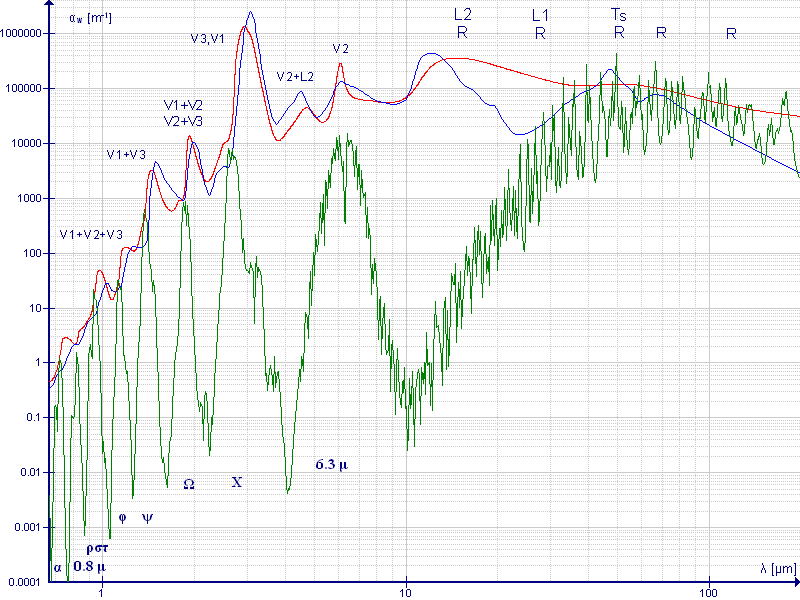 αw [m-1]
L2 L1 Ts
R R R R R
V3,V1
V2
V2+L2
V1+V2
V2+V3
V1+V3
V1+V2+V3
1000000
100000
10000
1000
100
10
1
0.1
0.01
0.001
0.0001
6.3 μ
Ω X
φ ψ
ρστ
α 0.8 μ
λ [μm]
1 10 100